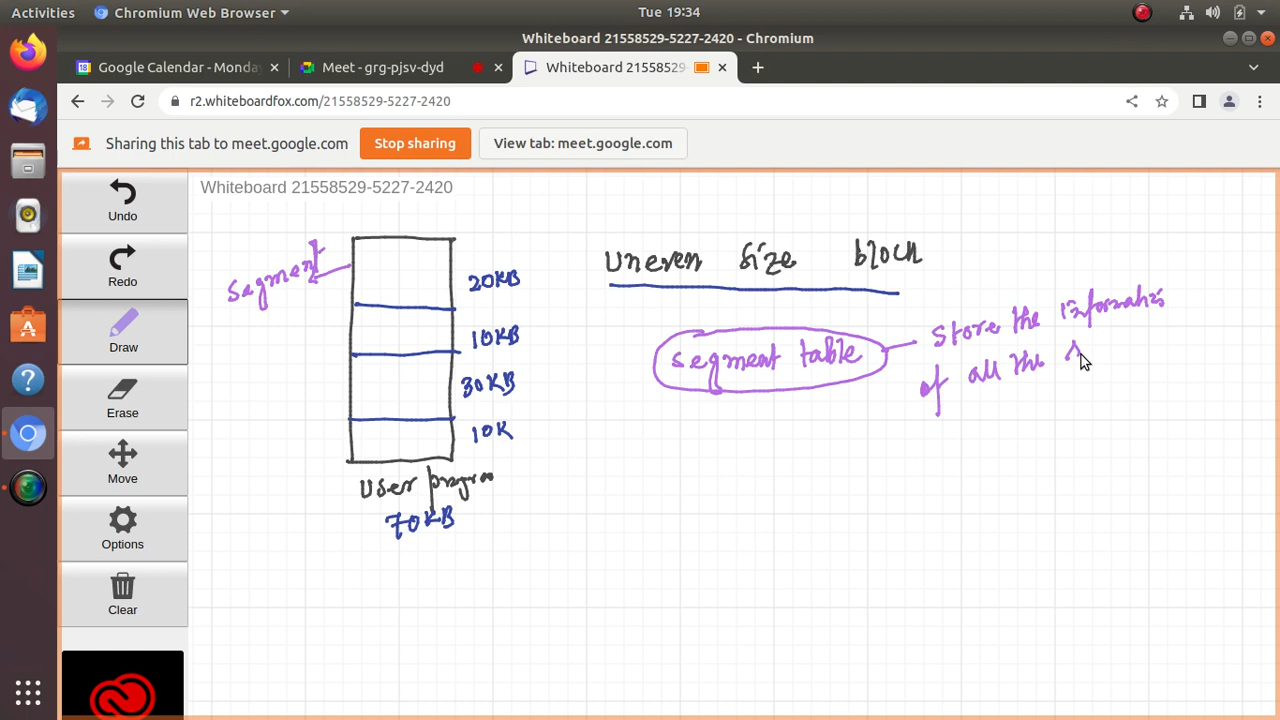 Activities Chromium Web Browser Tue 19:34
Whiteboard 21558529-5227-2420 - Chromium
Google Calendar - Monda Meet - grg-pjsv-dyd Whiteboard 21558529-
r2.whiteboardfox.com/21558529-5227-2420
Sharing this tab to meet.google.com Stop sharing View tab: meet.google.com
Whiteboard 21558529-5227-2420
Undo
Redo
Draw
Erase
Move
Options
Clear
Segment
20KB
10KB
30KB
10K
User
70KB
Uneven size block
segment table
Store the
of all the